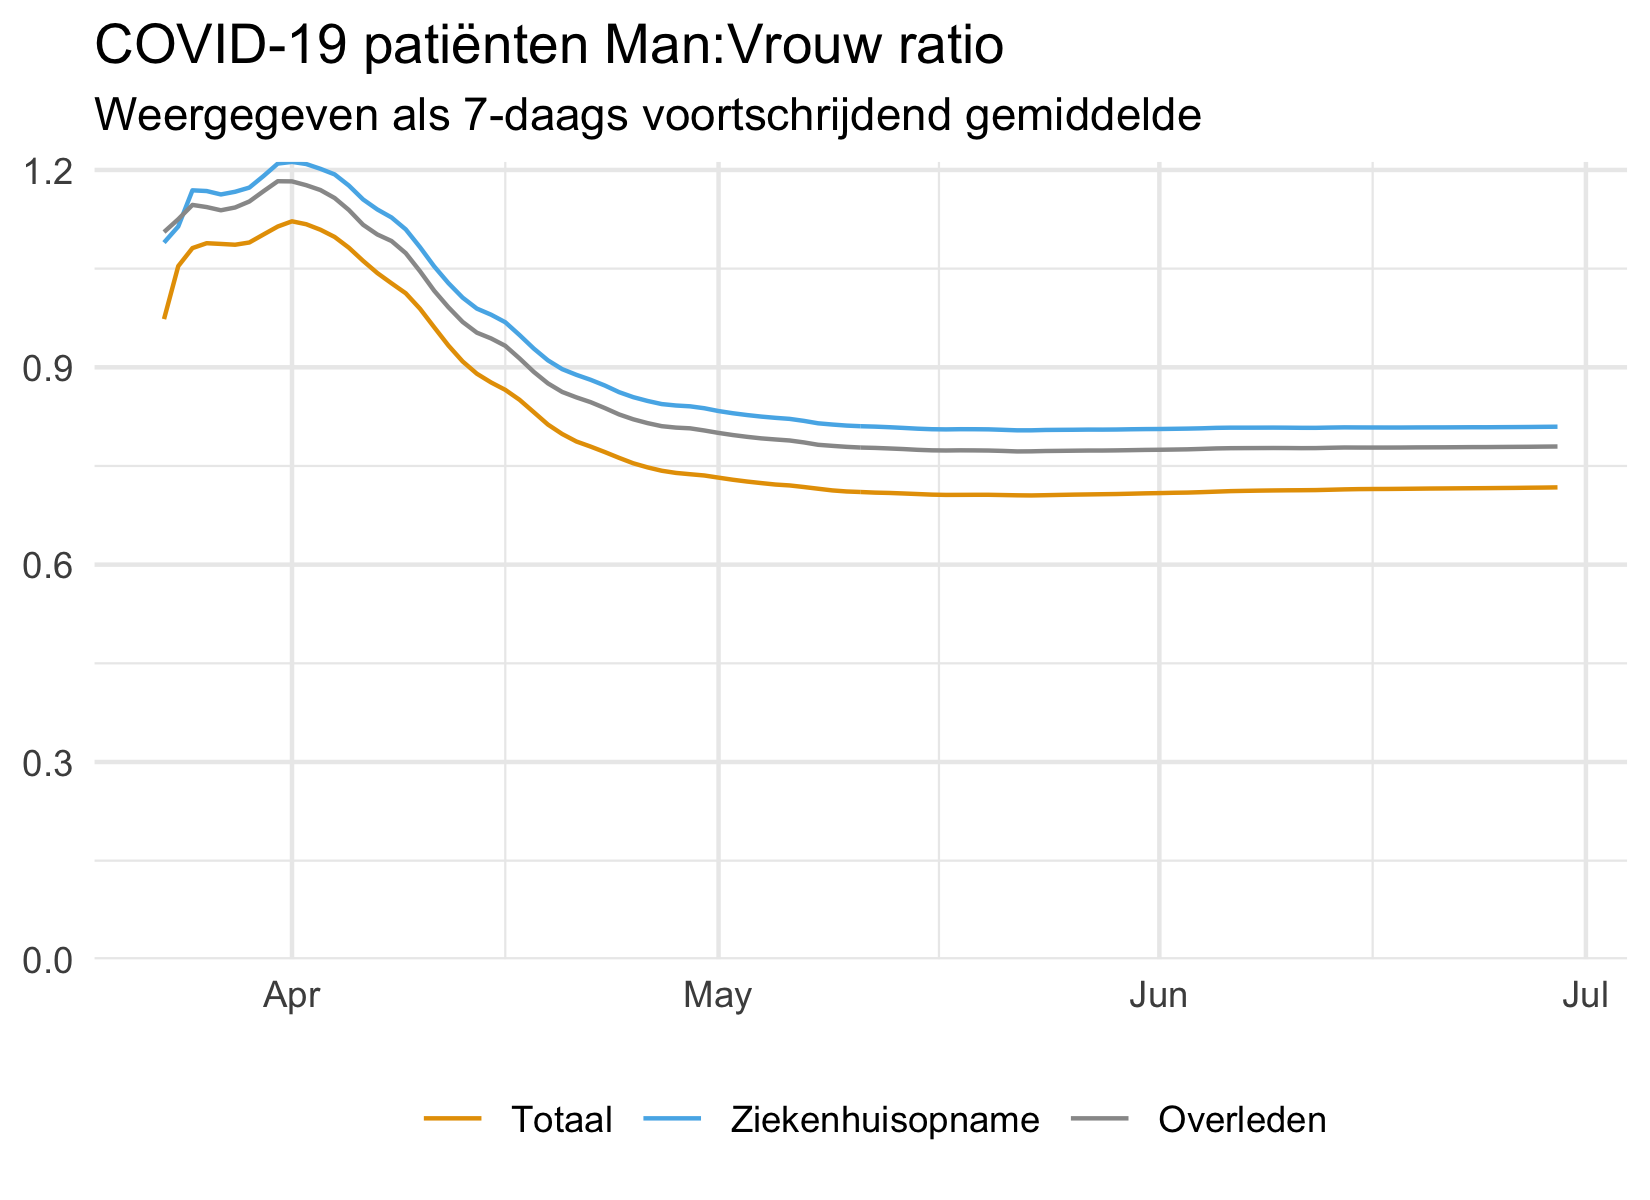 COVID-19 patiënten Man:Vrouw ratio
Weergegeven als 7-daags voortschrijdend gemiddelde
1.2
0.9
0.6
0.3
0.0
Apr May Jun Jul
Totaal Ziekenhuisopname Overleden